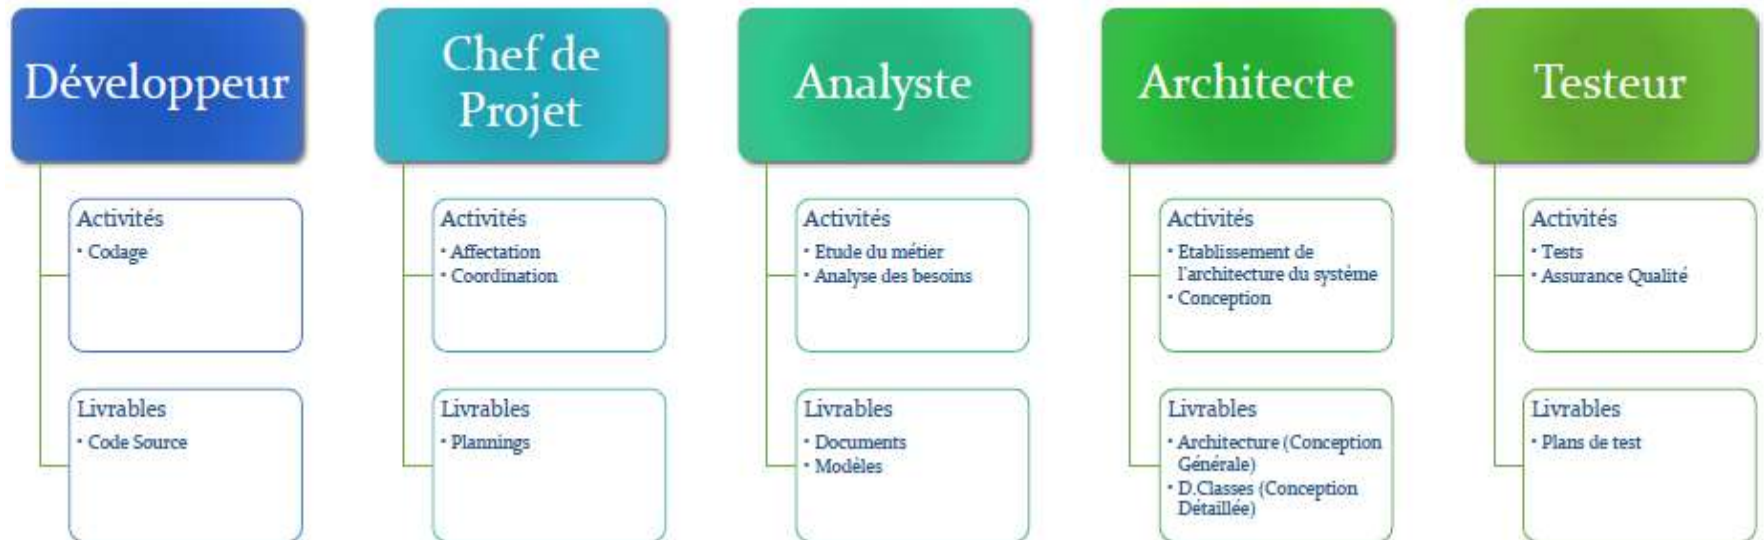 Développeur
Activités
• Codage
Livrables
• Code Source
Chef de
Projet
Activités
• Affectation
• Coordination
Livrables
• Plannings
Analyste
Activités
• Etude du métier
• Analyse des besoins
Livrables
• Documents
• Modèles
Architecte
Activités
• Etablissement de
l'architecture du système
• Conception
Livrables
• Architecture (Conception
Générale)
• D.Classes (Conception
Détaillée)
Testeur
Activités
• Tests
• Assurance Qualité
Livrables
• Plans de test